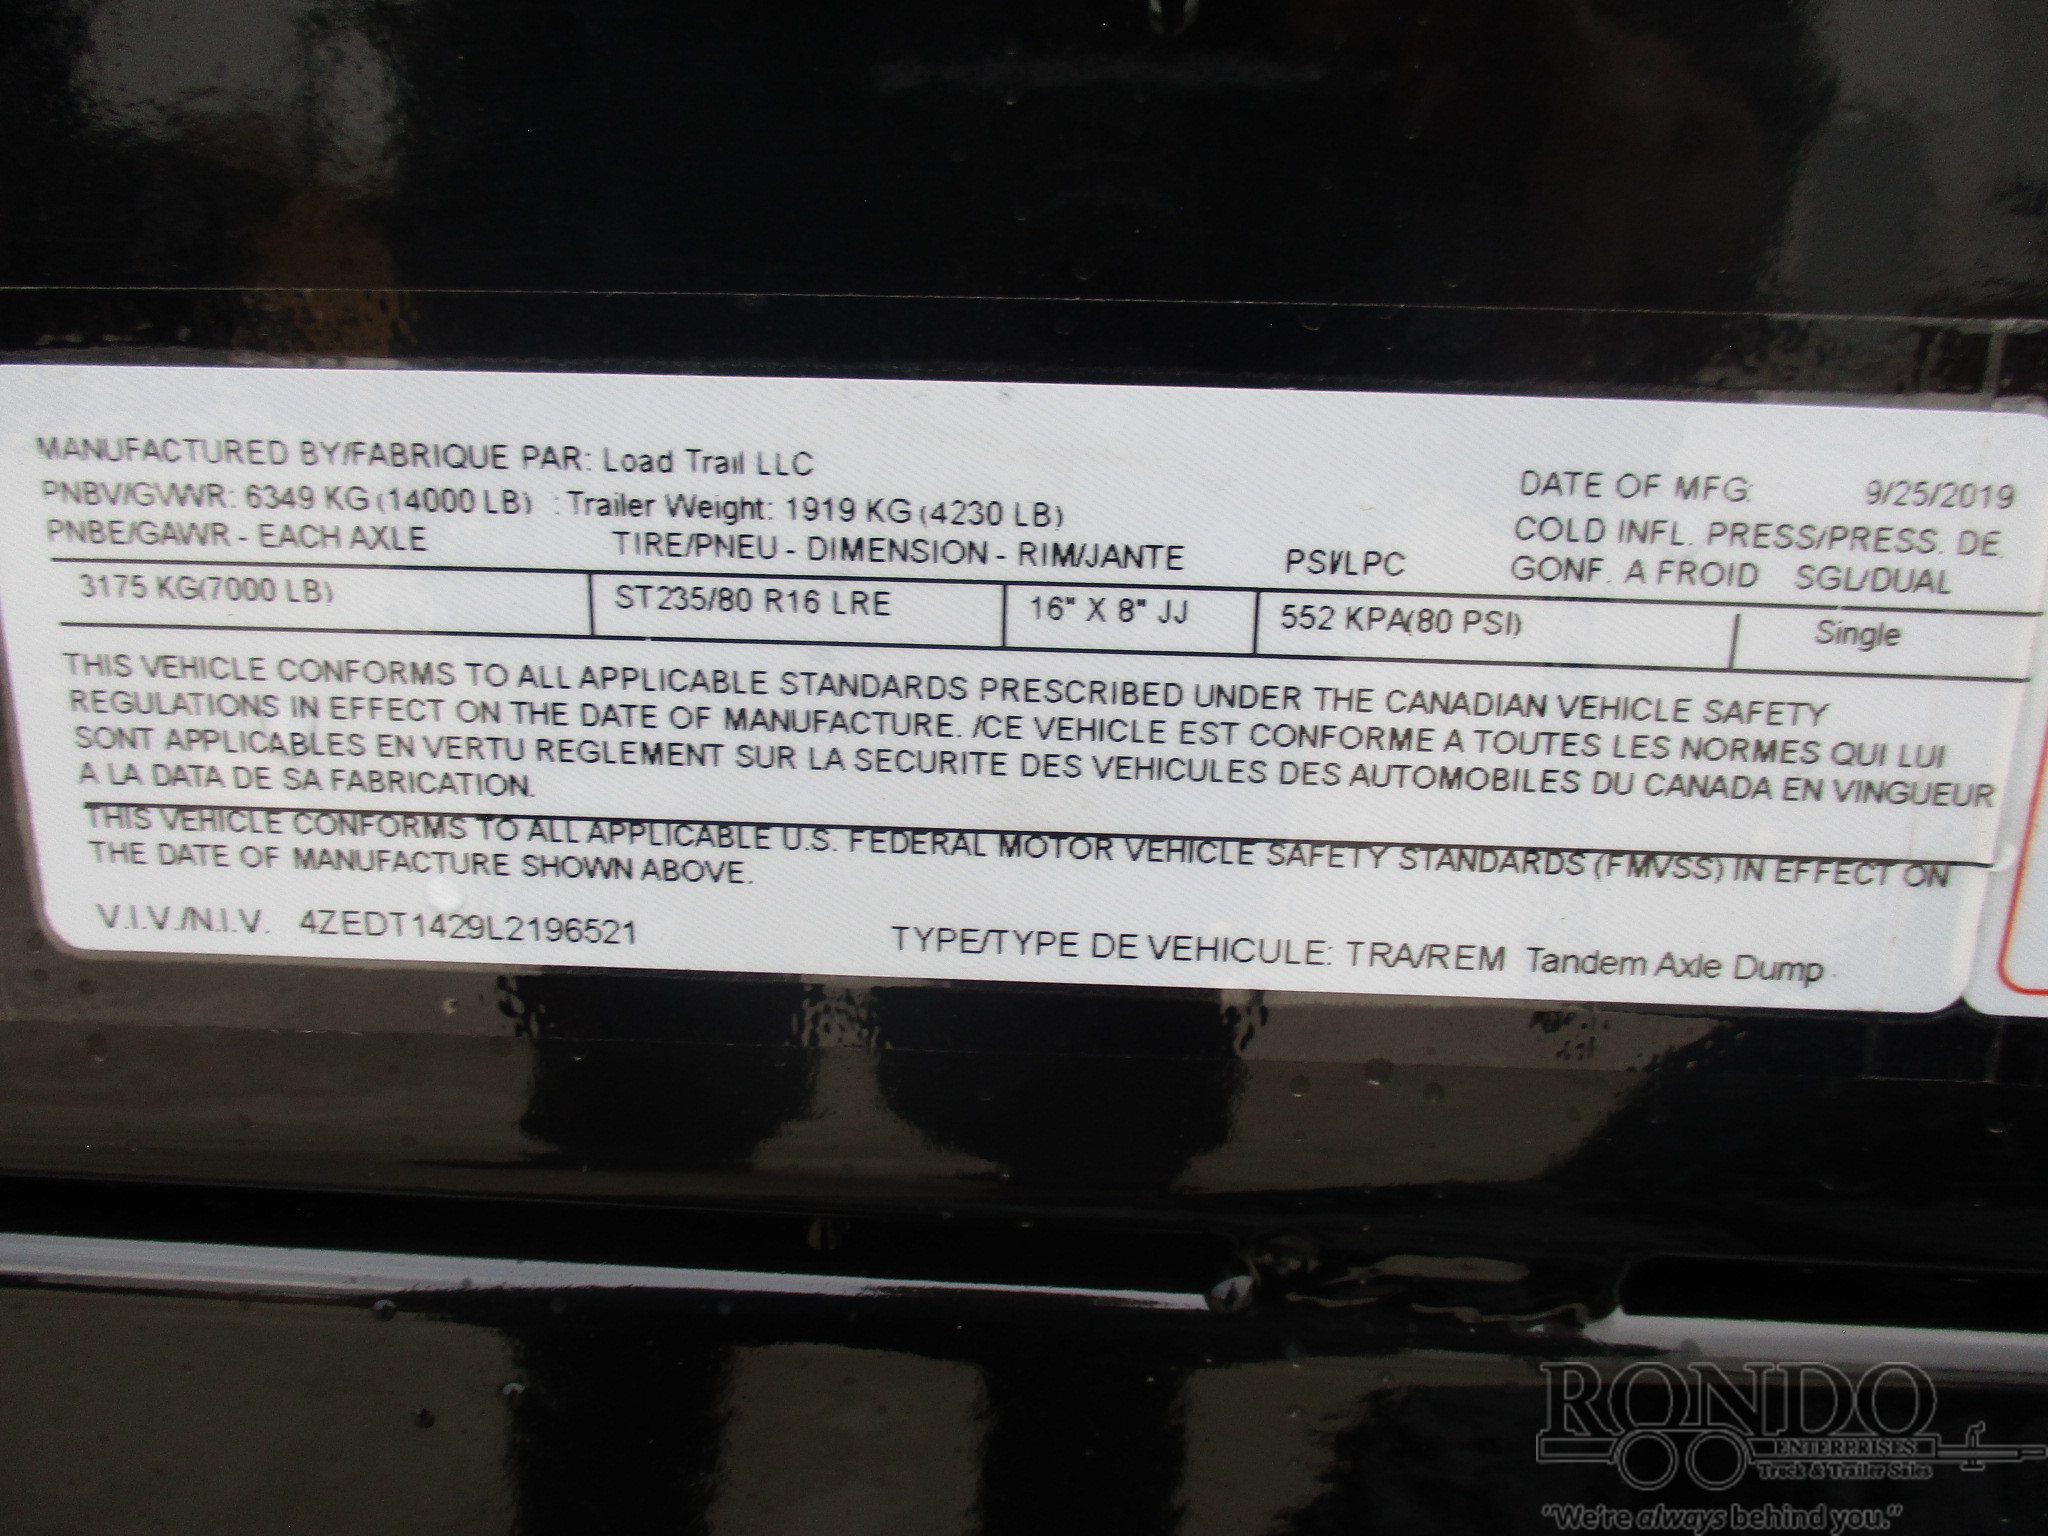 MANUFACTURED BY/FABRIQUE PAR: Load Trail LLC
PNBV/GVWR: 6349 KG (14000 LB) : Trailer Weight: 1919 KG (4230 LB)
DATE OF MFG: 9/25/2019
PNBE/GAWR - EACH AXLE TIRE/PNEU - DIMENSION - RIM/JANTE PSI/LPC
COLD INFL. PRESS/PRESS. DE.
GONF. A FROID SGL/DUAL
3175 KG(7000 LB) ST235/80 R16 LRE 16" X 8" JJ 552 KPA(80 PSI) Single
THIS VEHICLE CONFORMS TO ALL APPLICABLE STANDARDS PRESCRIBED UNDER THE CANADIAN VEHICLE SAFETY
REGULATIONS IN EFFECT ON THE DATE OF MANUFACTURE. /CE VEHICLE EST CONFORME A TOUTES LES NORMES QUI LUI
SONT APPLICABLES EN VERTU REGLEMENT SUR LA SECURITE DES VEHICULES DES AUTOMOBILES DU CANADA EN VINGUEUR
A LA DATA DE SA FABRICATION.
THIS VEHICLE CONFORMS TO ALL APPLICABLE U.S. FEDERAL MOTOR VEHICLE SAFETY STANDARDS (FMVSS) IN EFFECT ON
THE DATE OF MANUFACTURE SHOWN ABOVE.
V.I.V./N.I.V. 4ZEDT1429L2196521 TYPE/TYPE DE VEHICULE: TRA/REM Tandem Axle Dump
RONDO
ENTERPRISES
Truck & Trailer Sales
"We're always behind you."